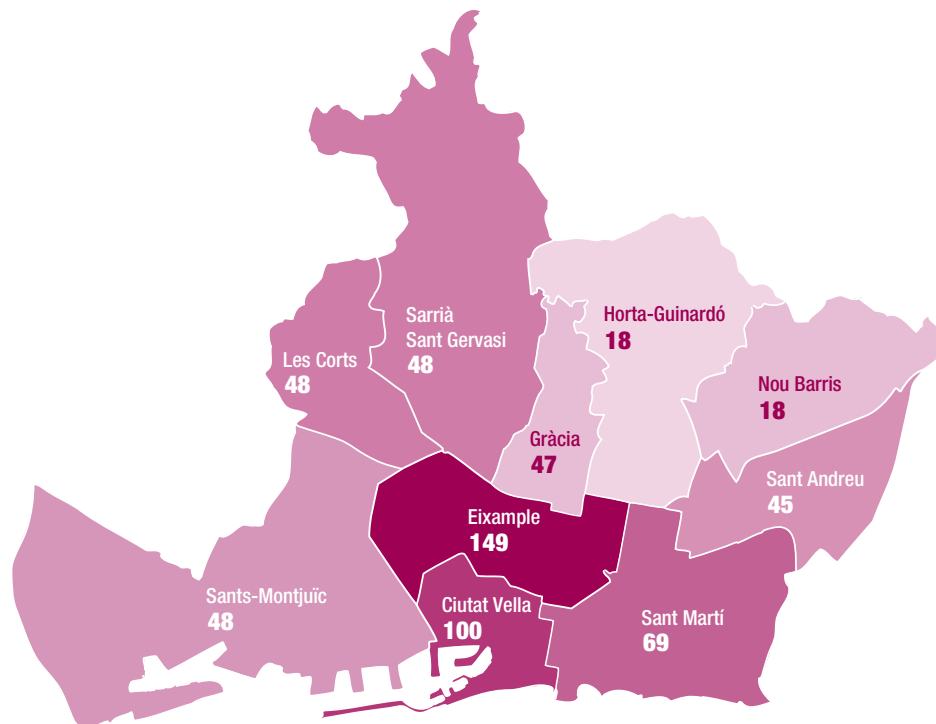 Sarrià
Sant Gervasi
48
Les Corts
48
Horta-Guinardó
18
Nou Barris
18
Gràcia
47
Sant Andreu
45
Eixample
149
Sants-Montjuïc
48
Ciutat Vella
100
Sant Martí
69